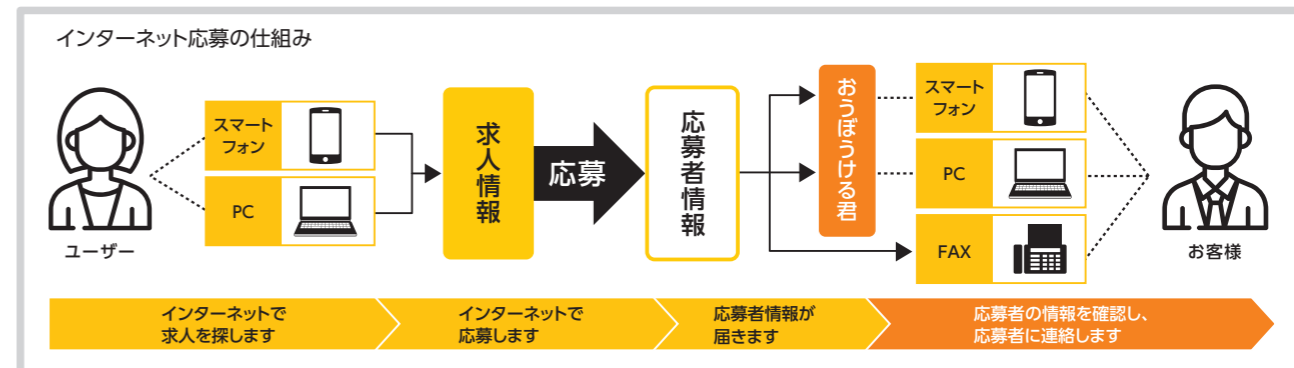 インターネット応募の仕組み
ユーザー
スマート
フォン
PC
求人情報
応募
応募者情報
おうぼうける君
スマート
フォン
PC
FAX
お客様
インターネットで
求人を探します
インターネットで
応募します
応募者情報が
届きます
応募者の情報を確認し、
応募者に連絡します